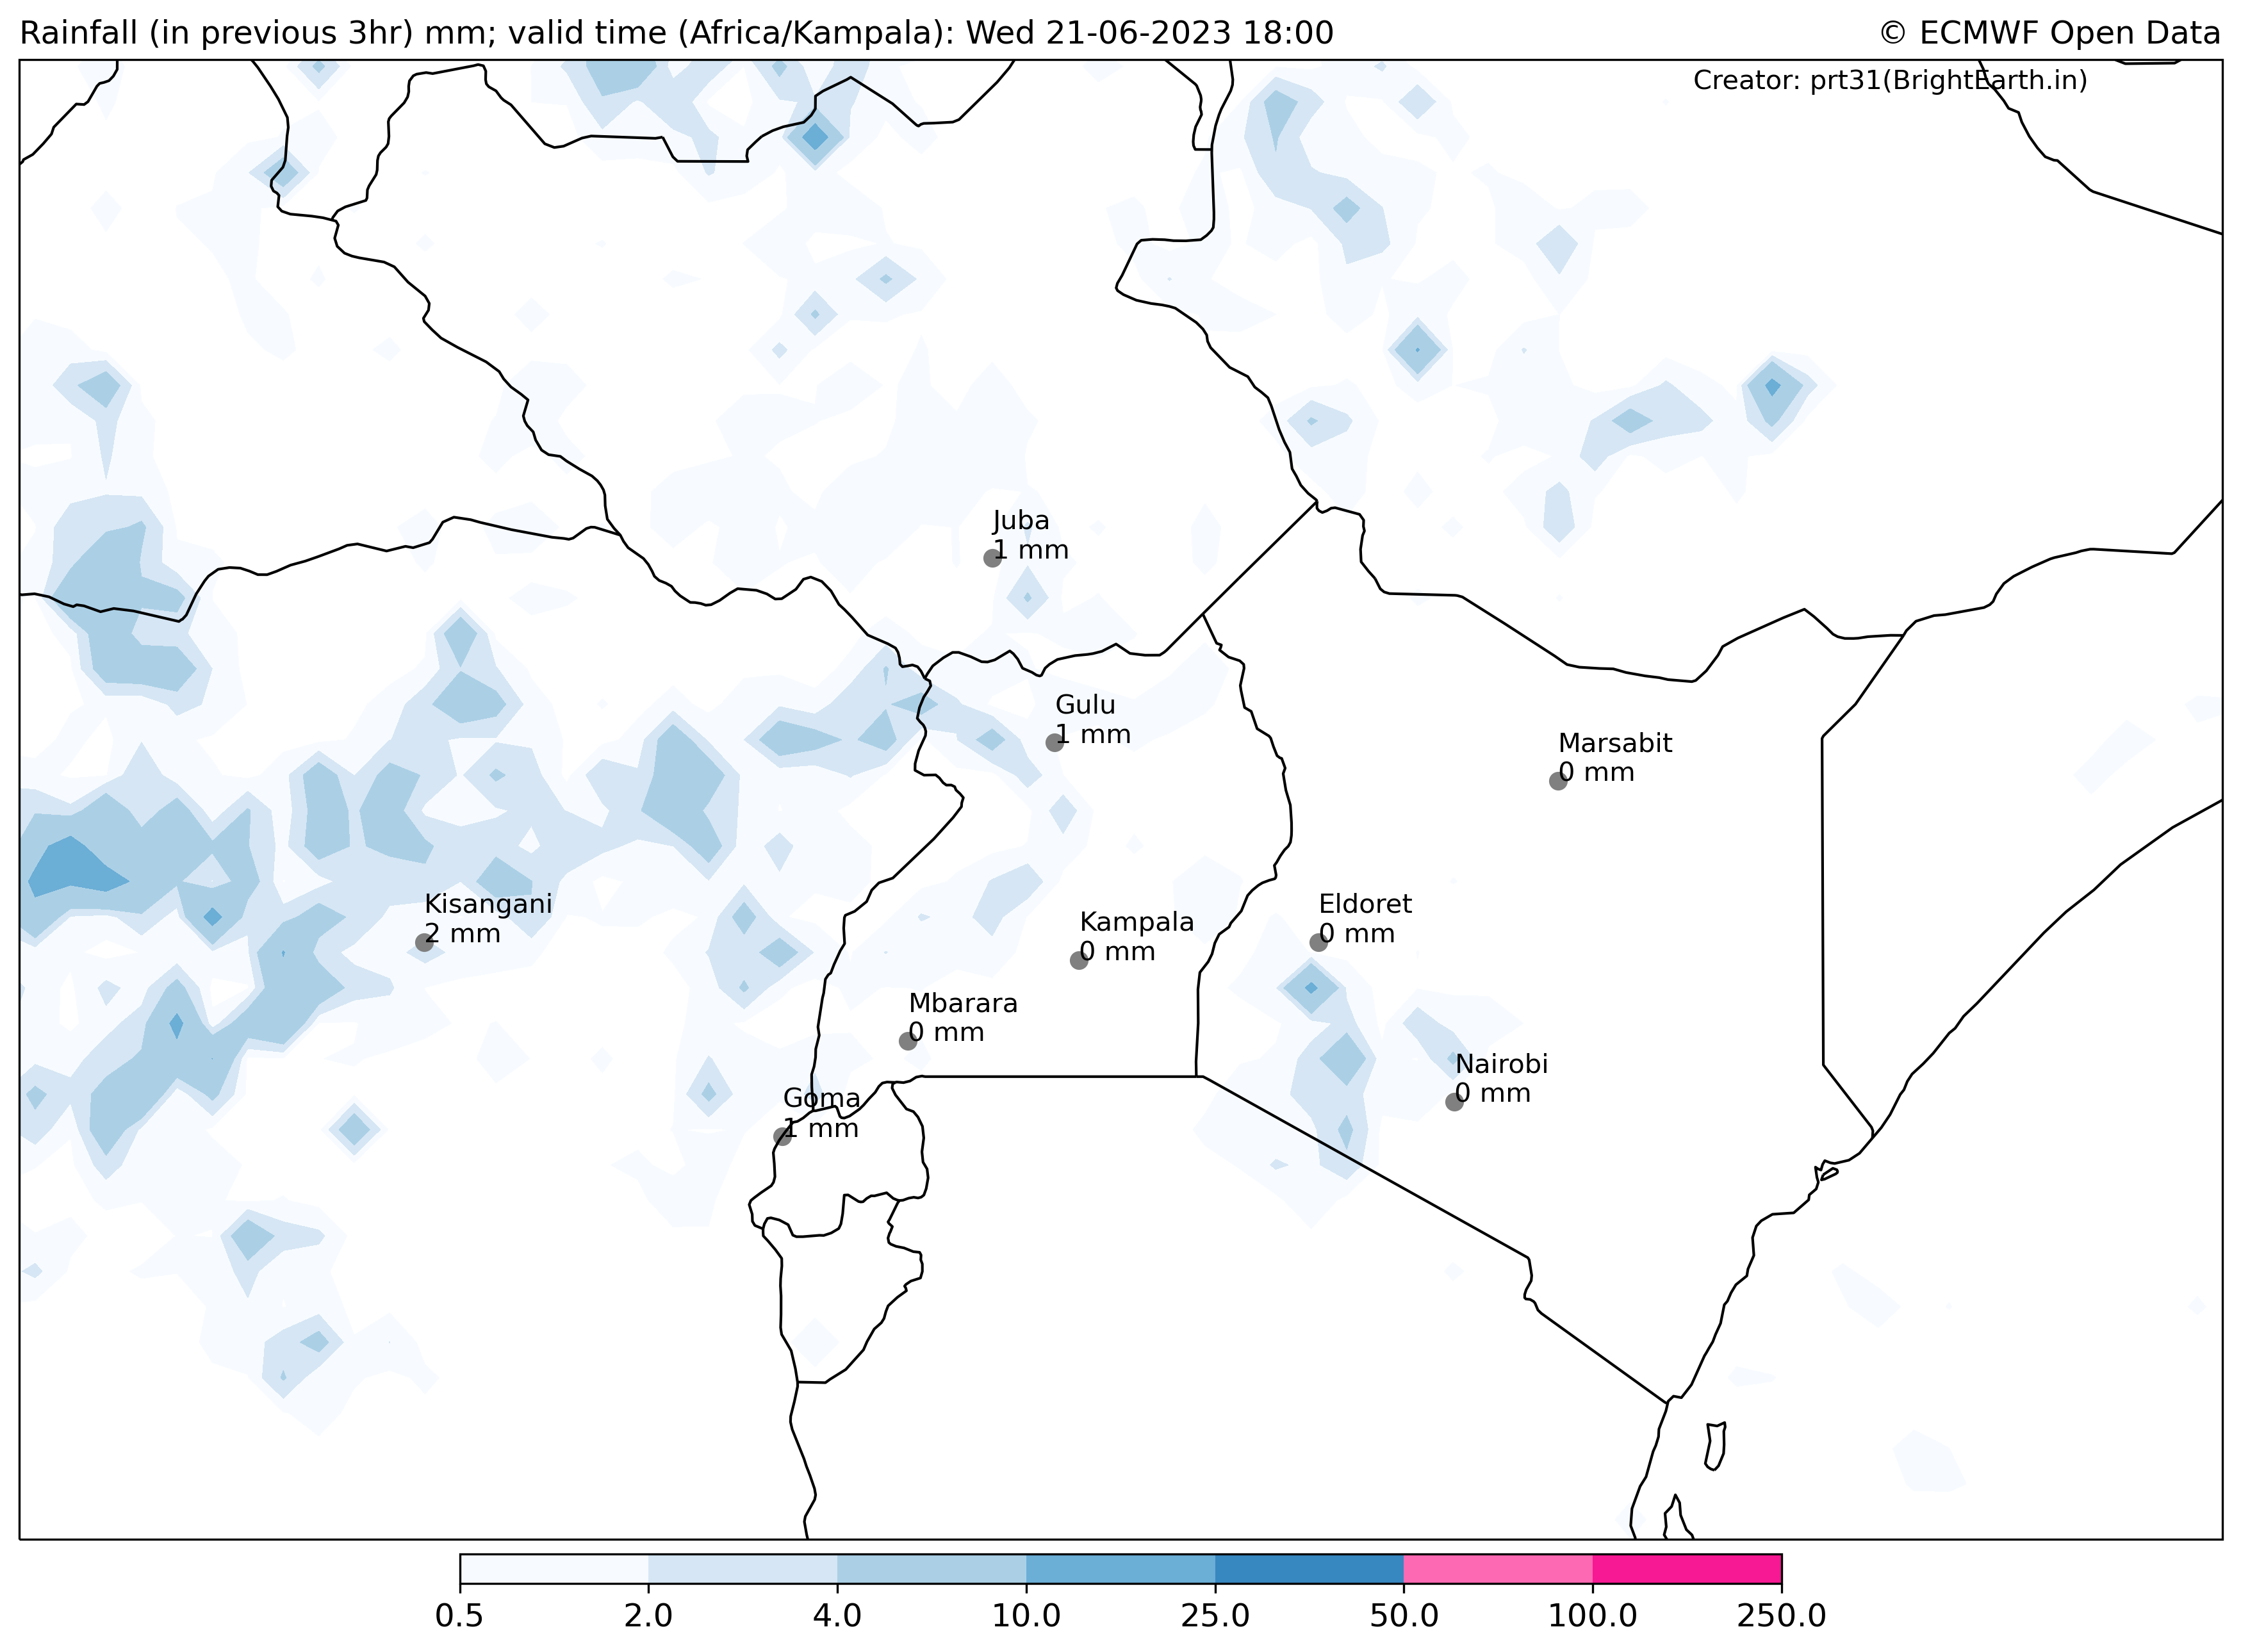 Rainfall (in previous 3hr) mm; valid time (Africa/Kampala): Wed 21-06-2023 18:00
© ECMWF Open Data
Creator: prt31(BrightEarth.in)
Juba
1 mm
Gulu
1 mm
Marsabit
0 mm
Kisangani
2 mm
Eldoret
0 mm
Kampala
0 mm
Mbarara
0 mm
Nairobi
0 mm
Goma
1 mm
0.5 2.0 4.0 10.0 25.0 50.0 100.0 250.0